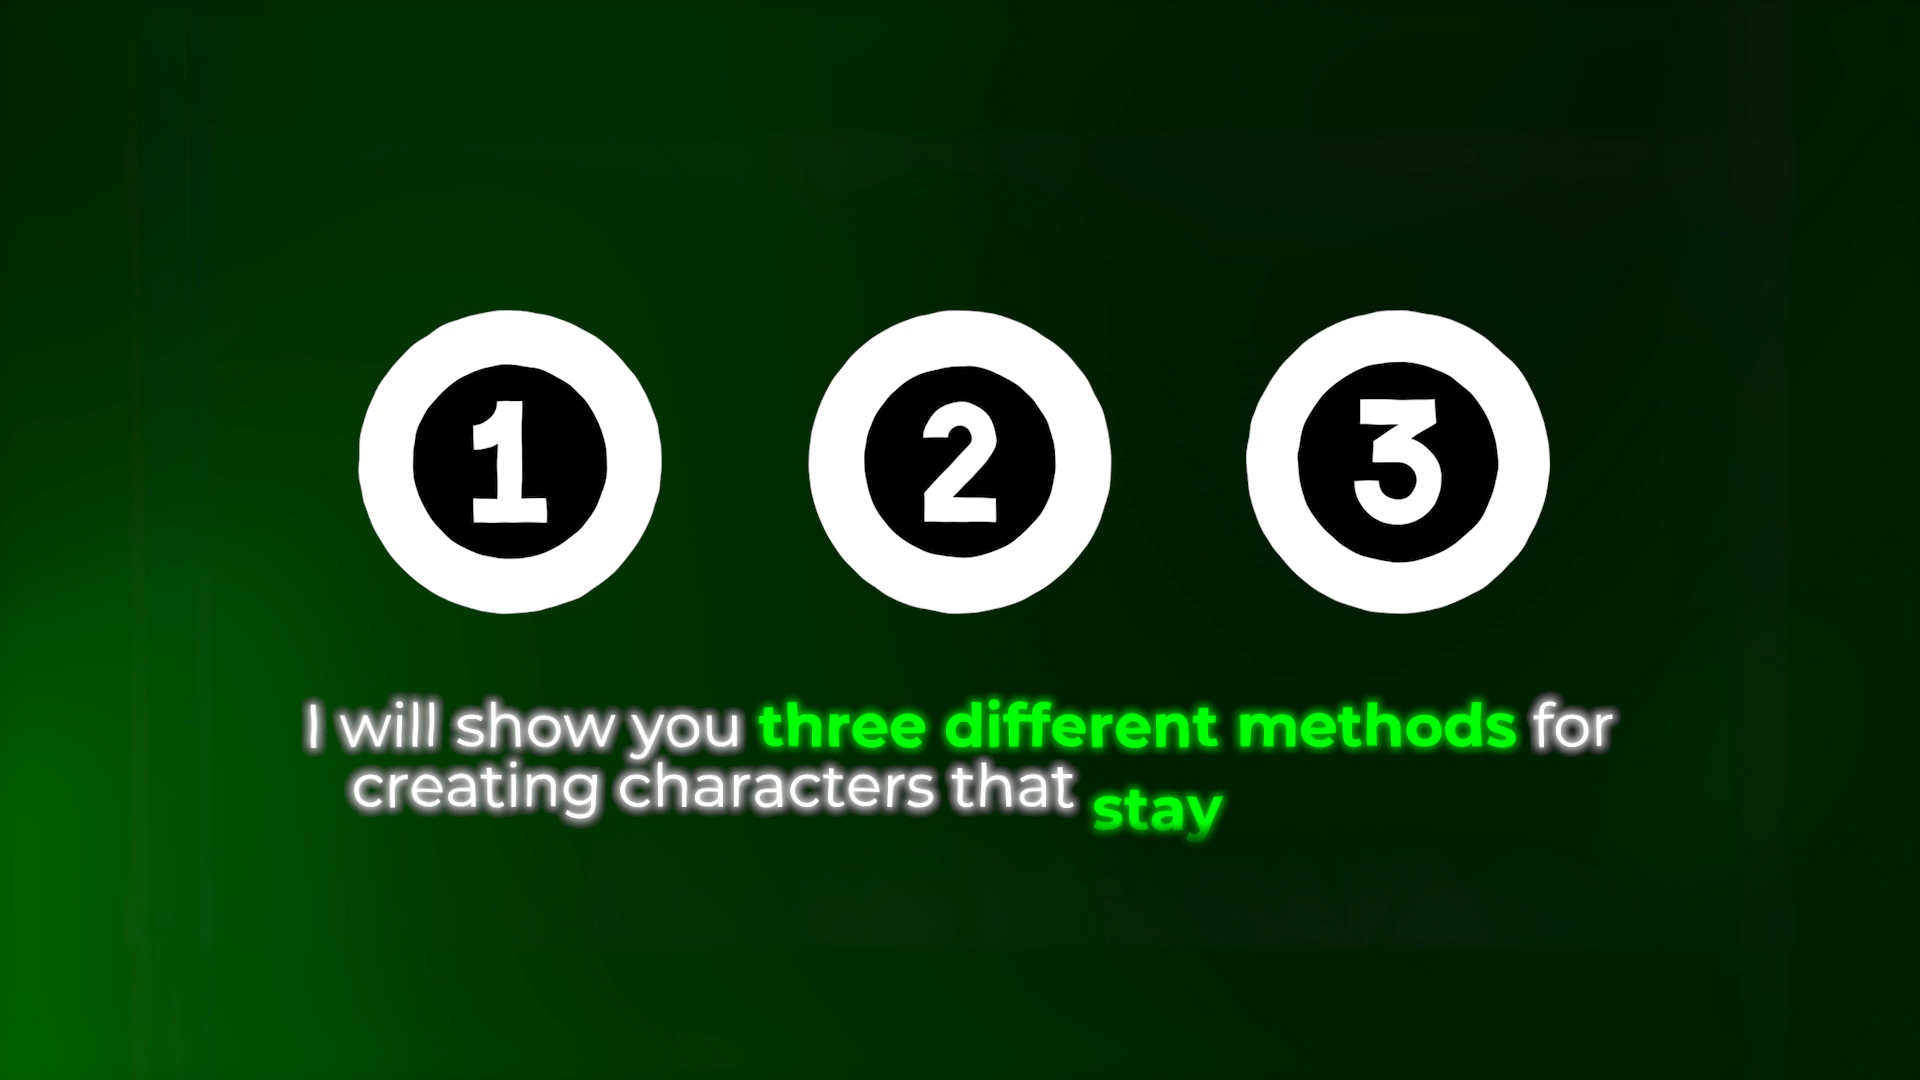 1 2 3
I will show you three different methods for
creating characters that stay